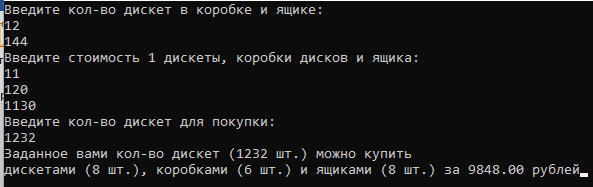 Введите кол-во дискет в коробке и ящике:
12
144
Введите стоимость 1 дискеты, коробки дисков и ящика:
11
120
1130
Введите кол-во дискет для покупки:
1232
Заданное вами кол-во дискет (1232 шт.) можно купить
дискетами (8 шт.), коробками (6 шт.) и ящиками (8 шт.) за 9848.00 рублей